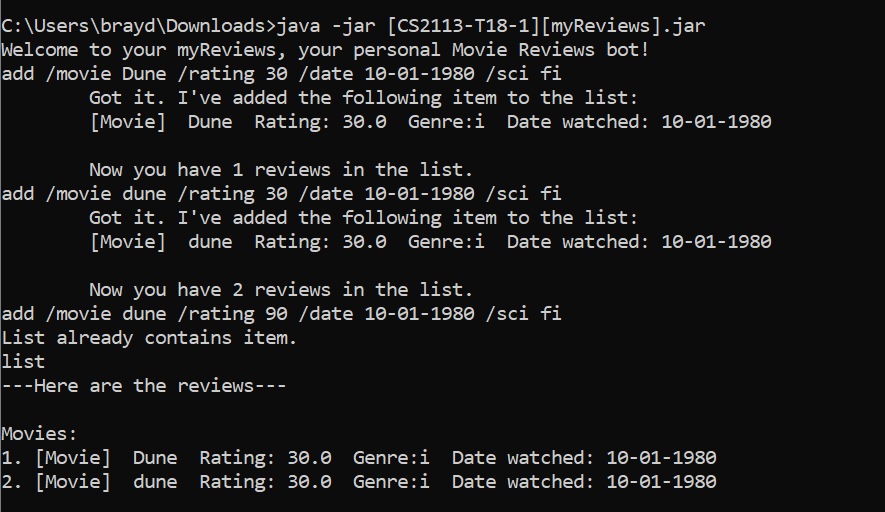 C:\Users\brayd\Downloads>java -jar [CS2113-T18-1][myReviews].jar
Welcome to your myReviews, your personal Movie Reviews bot!
add /movie Dune /rating 30 /date 10-01-1980 /sci fi
Got it. I've added the following item to the list:
[Movie]  Dune  Rating: 30.0  Genre:i  Date watched: 10-01-1980
Now you have 1 reviews in the list.
add /movie dune /rating 30 /date 10-01-1980 /sci fi
Got it. I've added the following item to the list:
[Movie]  dune  Rating: 30.0  Genre:i  Date watched: 10-01-1980
Now you have 2 reviews in the list.
add /movie dune /rating 90 /date 10-01-1980 /sci fi
List already contains item.
list
---Here are the reviews---
Movies:
1. [Movie]  Dune  Rating: 30.0  Genre:i  Date watched: 10-01-1980
2. [Movie]  dune  Rating: 30.0  Genre:i  Date watched: 10-01-1980